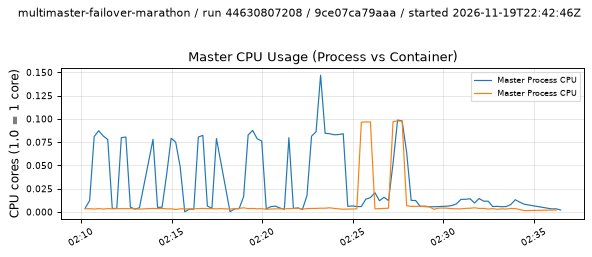 multimaster-failover-marathon / run 44630807208 / 9ce07ca79aaa / started 2026-11-19T22:42:46Z
Master CPU Usage (Process vs Container)
CPU cores (1.0 = 1 core)
0.150
0.125
0.100
0.075
0.050
0.025
0.000
Master Process CPU
Master Process CPU
02:10
02:15
02:20
02:25
02:30
02:35